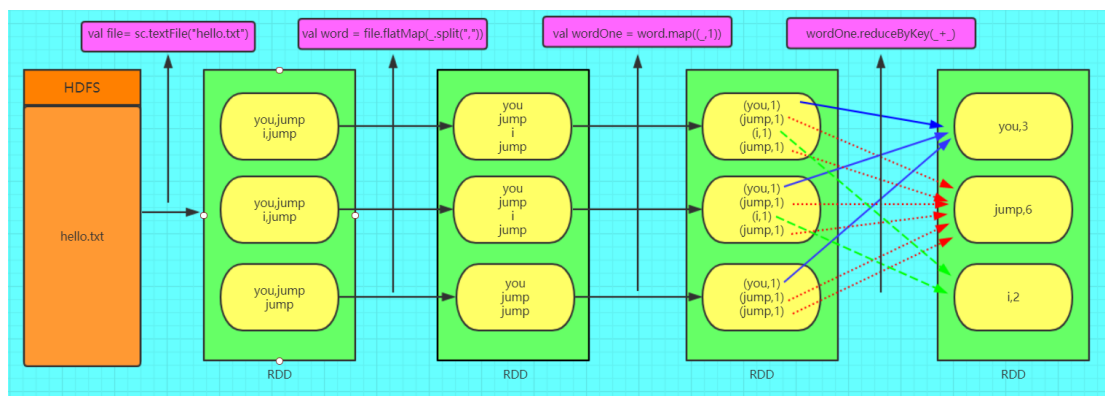 val file= sc.textFile("hello.txt")
val word = file.flatMap(_.split(","))
val wordOne = word.map((_,1))
wordOne.reduceByKey(_+_)
HDFS
hello.txt
you,jump
i,jump
you,jump
i,jump
you,jump
jump
RDD
you
jump
i
jump
you
jump
i
jump
you
jump
jump
RDD
(you,1)
(jump,1)
(i,1)
(jump,1)
(you,1)
(jump,1)
(i,1)
(jump,1)
(you,1)
(jump,1)
(jump,1)
RDD
you,3
jump,6
i,2
RDD